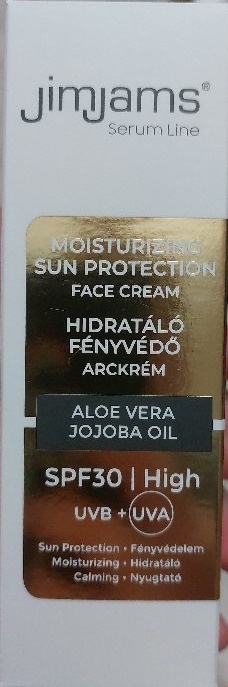 jimjams®
Serum Line
MOISTURIZING
SUN PROTECTION
FACE CREAM
HIDRATÁLÓ
FÉNYVÉDŐ
ARCKRÉM
ALOE VERA
JOJOBA OIL
SPF30 | High
UVB + UVA
Sun Protection • Fényvédelem
Moisturizing • Hidratáló
Calming • Nyugtató